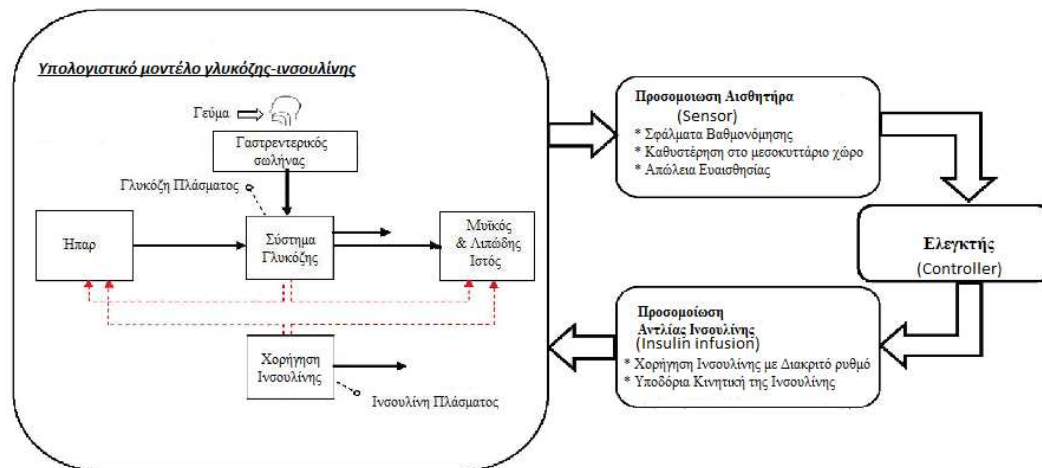 Υπολογιστικό μοντέλο γλυκόζης-ινσουλίνης
Γεύμα
Γαστρεντερικός
σωλήνας
Γλυκόζη Πλάσματος
Ήπαρ
Σύστημα
Γλυκόζης
Μυϊκός
& Λιπώδης
Ιστός
Χορήγηση
Ινσουλίνης
Ινσουλίνη Πλάσματος
Προσομοιωση Αισθητήρα
(Sensor)
* Σφάλματα Βαθμονόμησης
* Καθυστέρηση στο μεσοκυττάριο χώρο
* Απώλεια Ευαισθησίας
Ελεγκτής
(Controller)
Προσομοίωση
Αντλίας Ινσουλίνης
(Insulin infusion)
* Χορήγηση Ινσουλίνης με Διακριτό ρυθμό
* Υποδόρια Κινητική της Ινσουλίνης